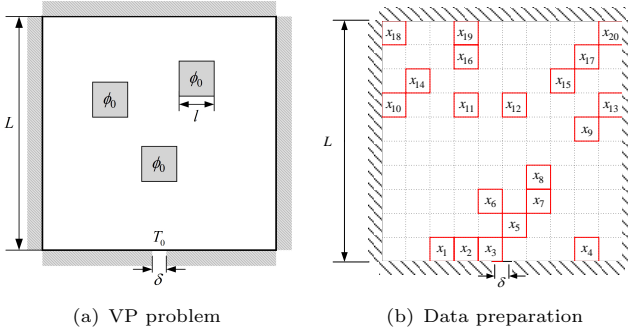 L
ϕ₀
ϕ₀
l
ϕ₀
T₀
δ
(a) VP problem
x₁₈ x₁₉ x₂₀
x₁₆ x₁₇
x₁₄ x₁₅
x₁₀ x₁₁ x₁₂ x₁₃
x₉
L
x₈
x₆ x₇
x₅
x₁ x₂ x₃ x₄
δ
(b) Data preparation